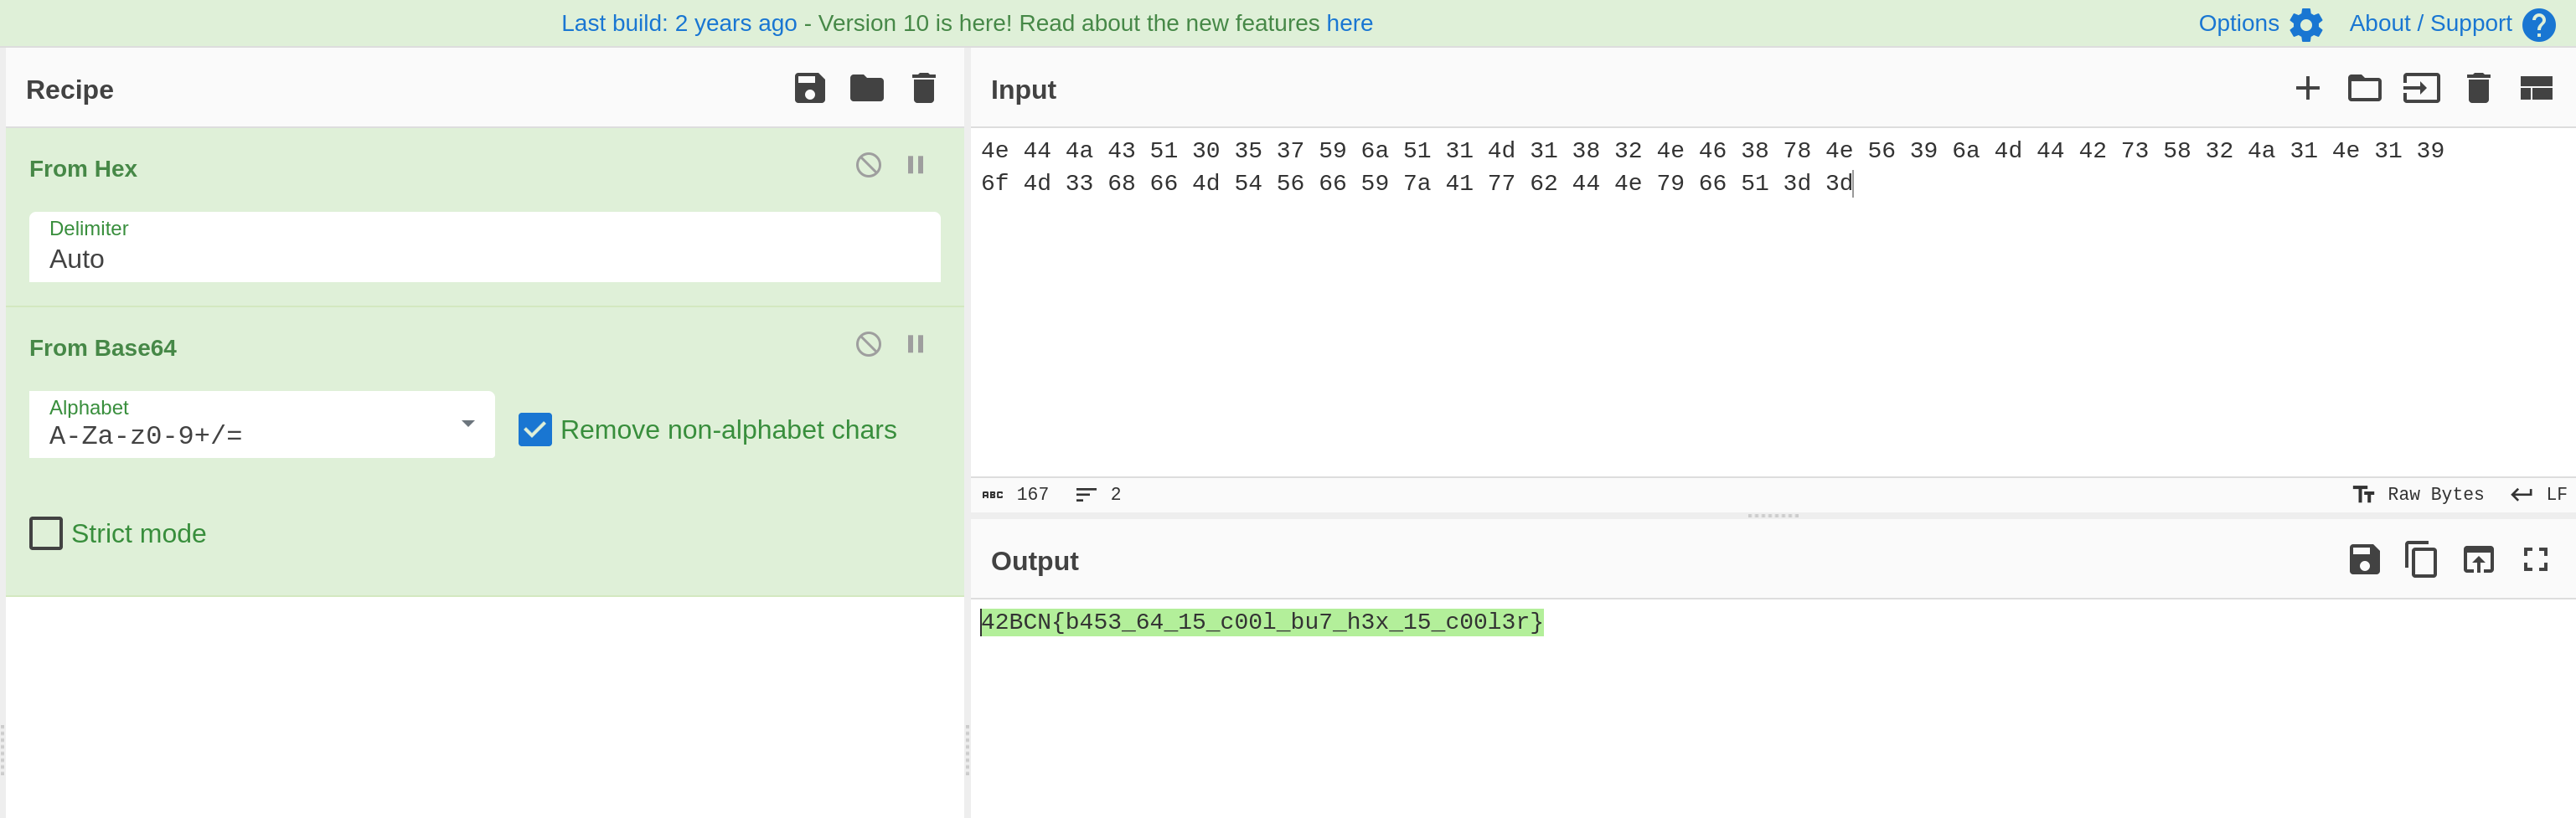 Last build: 2 years ago - Version 10 is here! Read about the new features here
Options
About / Support
Recipe
From Hex
Delimiter
Auto
From Base64
Alphabet
A-Za-z0-9+/=
Remove non-alphabet chars
Strict mode
Input
4e 44 4a 43 51 30 35 37 59 6a 51 31 4d 31 38 32 4e 46 38 78 4e 56 39 6a 4d 44 42 73 58 32 4a 31 4e 31 39
6f 4d 33 68 66 4d 54 56 66 59 7a 41 77 62 44 4e 79 66 51 3d 3d
ABC 167 2
Raw Bytes LF
Output
42BCN{b453_64_15_c00l_bu7_h3x_15_c00l3r}